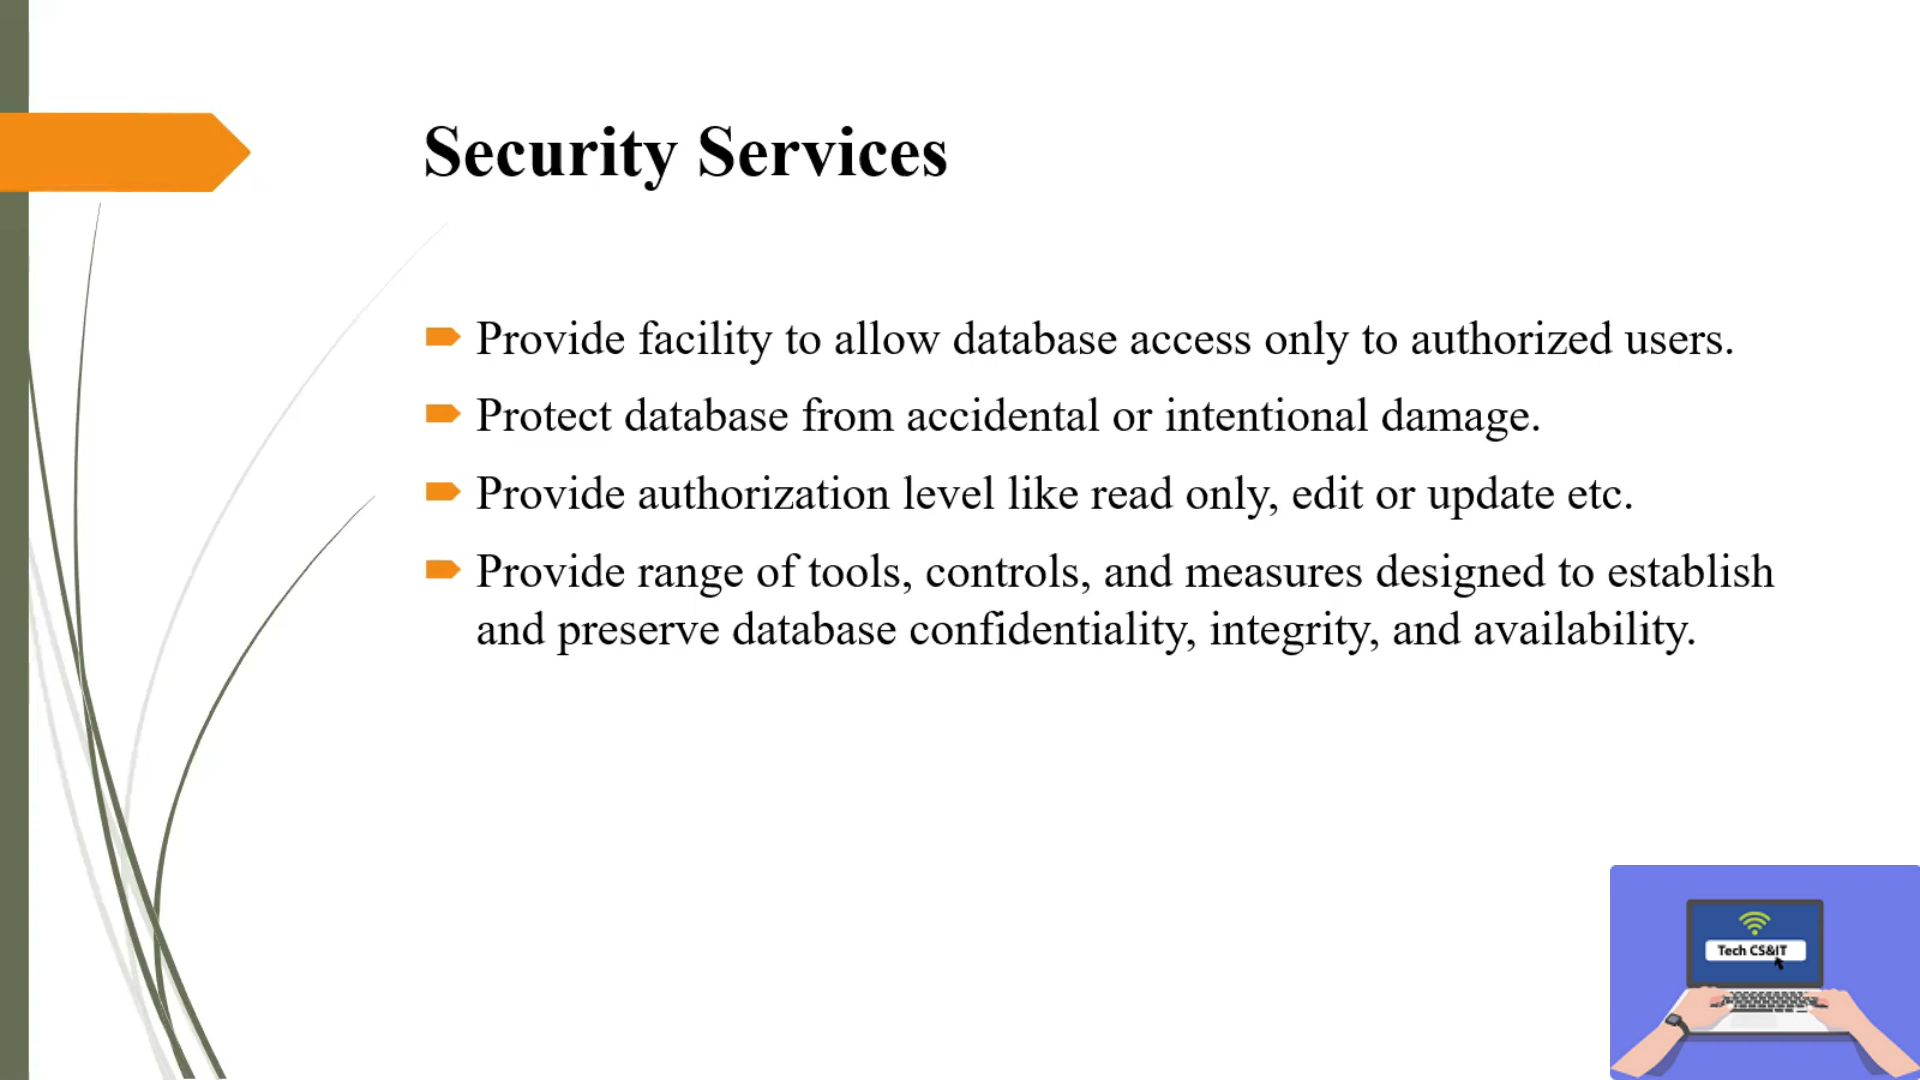 Security Services
Provide facility to allow database access only to authorized users.
Protect database from accidental or intentional damage.
Provide authorization level like read only, edit or update etc.
Provide range of tools, controls, and measures designed to establish
and preserve database confidentiality, integrity, and availability.
Tech CS&IT